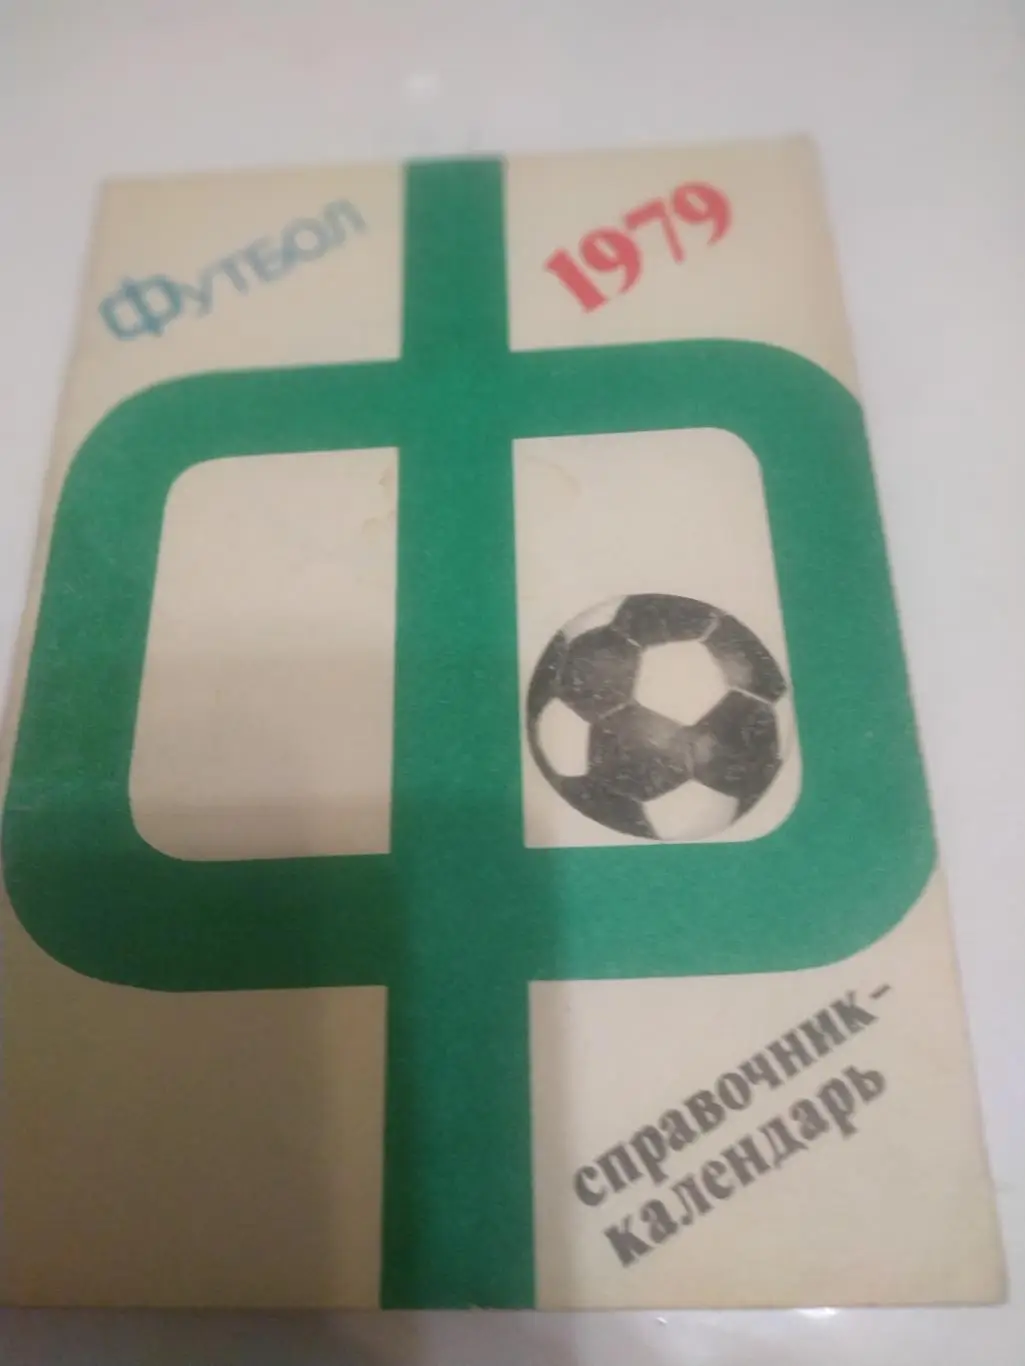 Футбол
1979
справочник-
календарь